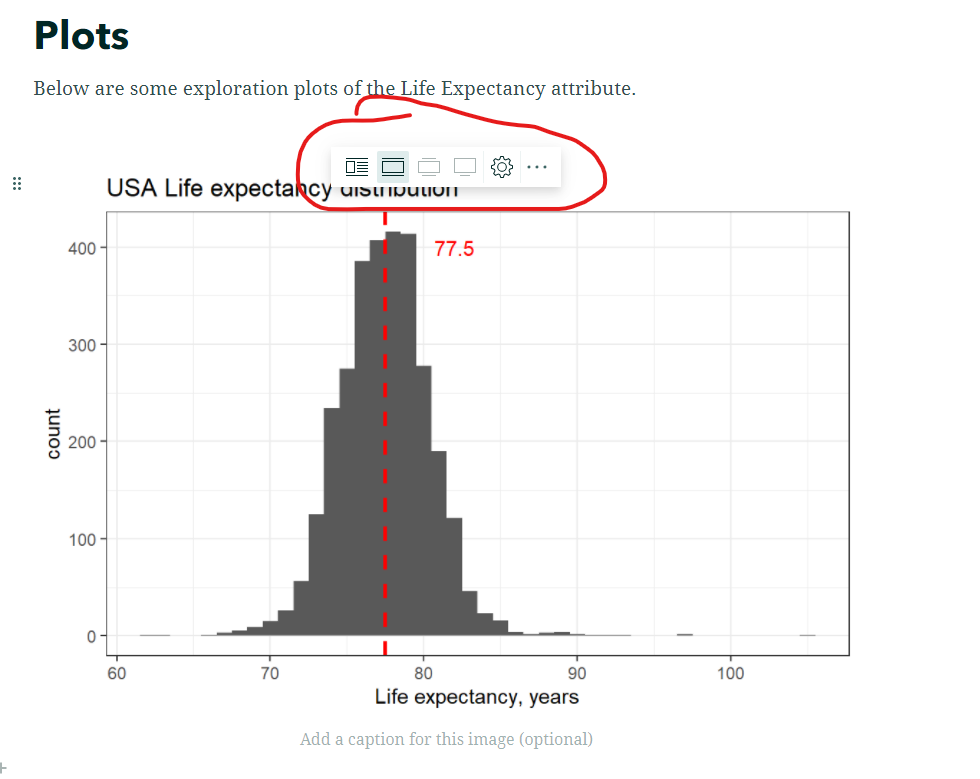 Plots
Below are some exploration plots of the Life Expectancy attribute.
USA Life expectancy distribution
77.5
400
300
200
100
0
count
60 70 80 90 100
Life expectancy, years
Add a caption for this image (optional)